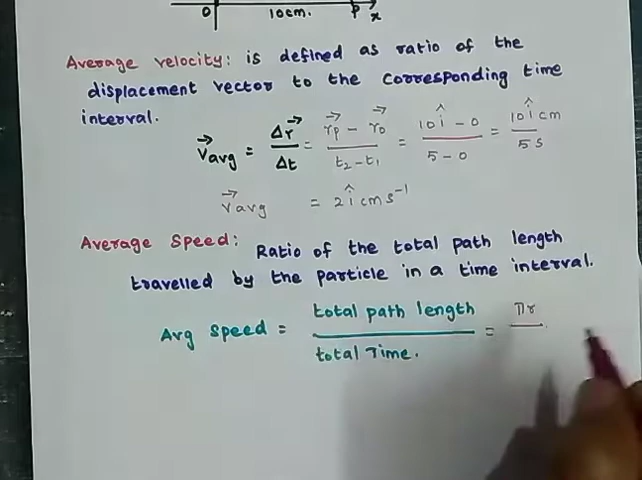 0 10cm. P x
Average velocity: is defined as ratio of the
displacement vector to the corresponding time
interval.
v⃗avg = Δr⃗/Δt = (r⃗p − r⃗o)/(t₂−t₁) = (10î−0)/(5−0) = 10î cm/5s
v⃗avg = 2î cms⁻¹
Average Speed: Ratio of the total path length
travelled by the particle in a time interval.
Avg Speed = total path length/total Time. = πr/